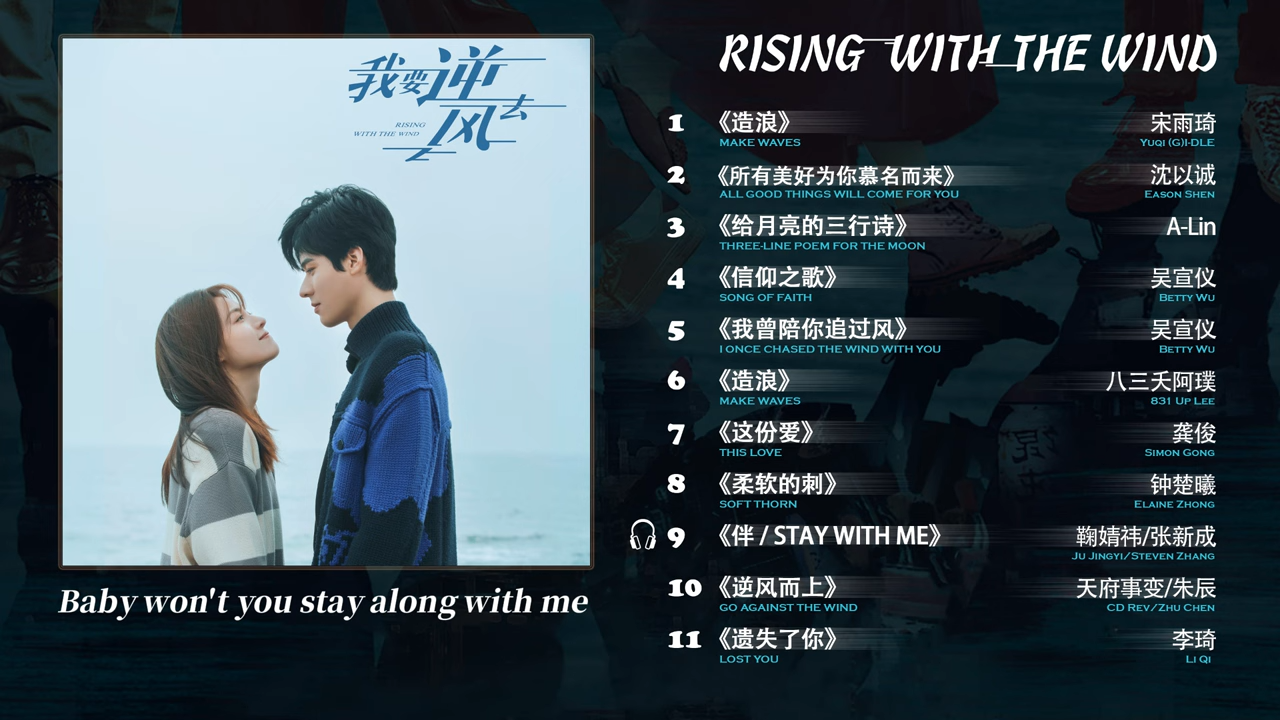 我要逆风去
RISING
WITH THE WIND
Baby won't you stay along with me
RISING WITH THE WIND
1 《造浪》 宋雨琦
MAKE WAVES YUQI (G)I-DLE
2 《所有美好为你慕名而来》 沈以诚
ALL GOOD THINGS WILL COME FOR YOU EASON SHEN
3 《给月亮的三行诗》 A-Lin
THREE-LINE POEM FOR THE MOON
4 《信仰之歌》 吴宣仪
SONG OF FAITH BETTY WU
5 《我曾陪你追过风》 吴宣仪
I ONCE CHASED THE WIND WITH YOU BETTY WU
6 《造浪》 八三夭阿璞
MAKE WAVES 831 UP LEE
7 《这份爱》 龚俊
THIS LOVE SIMON GONG
8 《柔软的刺》 钟楚曦
SOFT THORN ELAINE ZHONG
9 《伴 / STAY WITH ME》 鞠婧祎/张新成
JU JINGYI/STEVEN ZHANG
10 《逆风而上》 天府事变/朱辰
GO AGAINST THE WIND CD REV/ZHU CHEN
11 《遗失了你》 李琦
LOST YOU LI QI